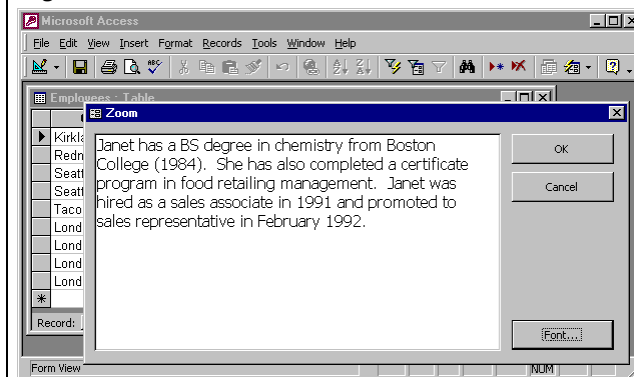 Microsoft Access
File Edit View Insert Format Records Tools Window Help
Employees : Table
Zoom
Janet has a BS degree in chemistry from Boston
College (1984). She has also completed a certificate
program in food retailing management. Janet was
hired as a sales associate in 1991 and promoted to
sales representative in February 1992.
OK
Cancel
Font...
Kirkla
Redn
Seatt
Seatt
Taco
Lond
Lond
Lond
Lond
Record:
Form View
NUM